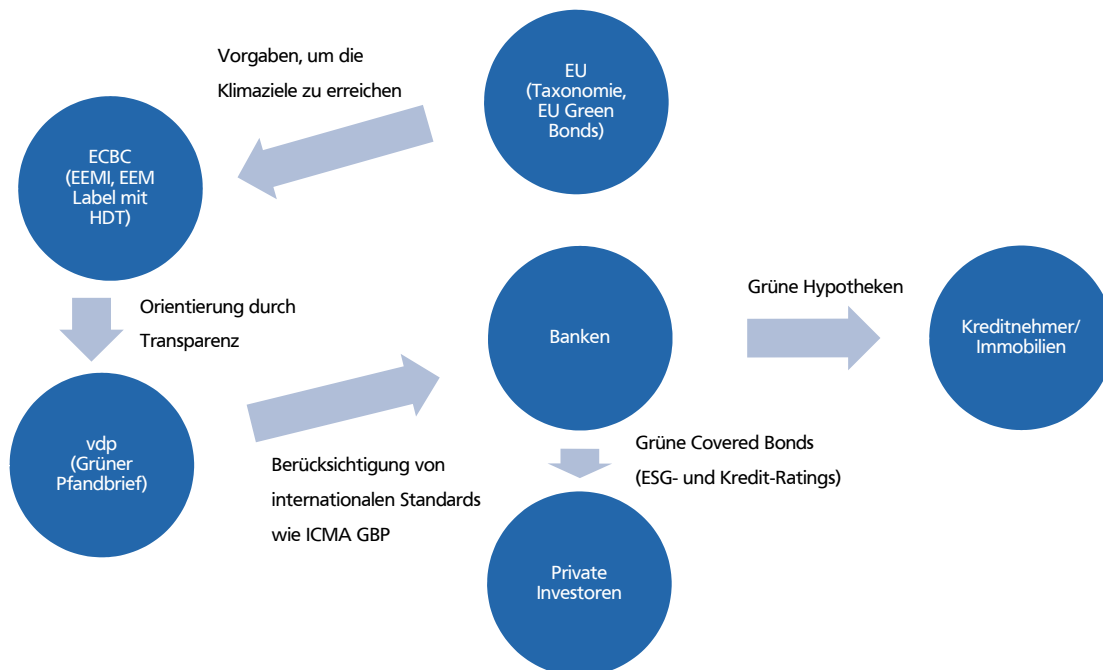 Vorgaben, um die
Klimaziele zu erreichen
EU
(Taxonomie,
EU Green
Bonds)
ECBC
(EEMI, EEM
Label mit
HDT)
Orientierung durch
Transparenz
Banken
Grüne Hypotheken
Kreditnehmer/
Immobilien
vdp
(Grüner
Pfandbrief)
Berücksichtigung von
internationalen Standards
wie ICMA GBP
Grüne Covered Bonds
(ESG- und Kredit-Ratings)
Private
Investoren